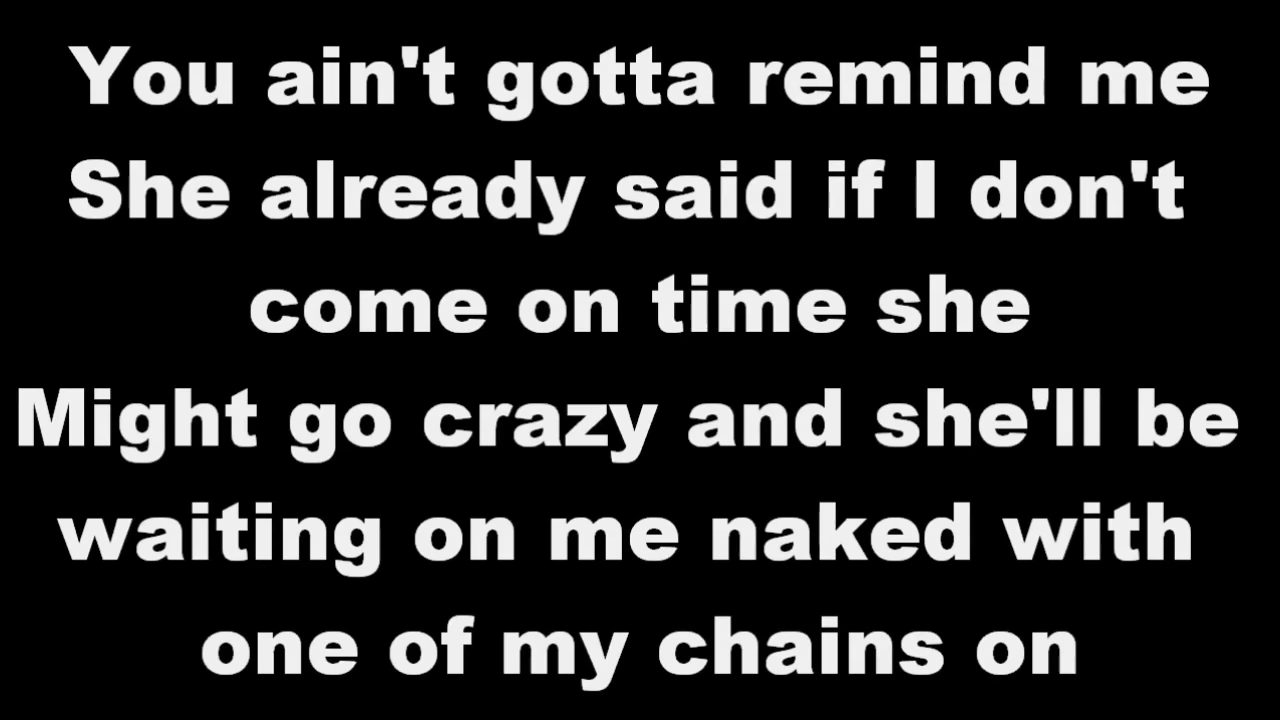 You ain't gotta remind me
She already said if I don't
come on time she
Might go crazy and she'll be
waiting on me naked with
one of my chains on